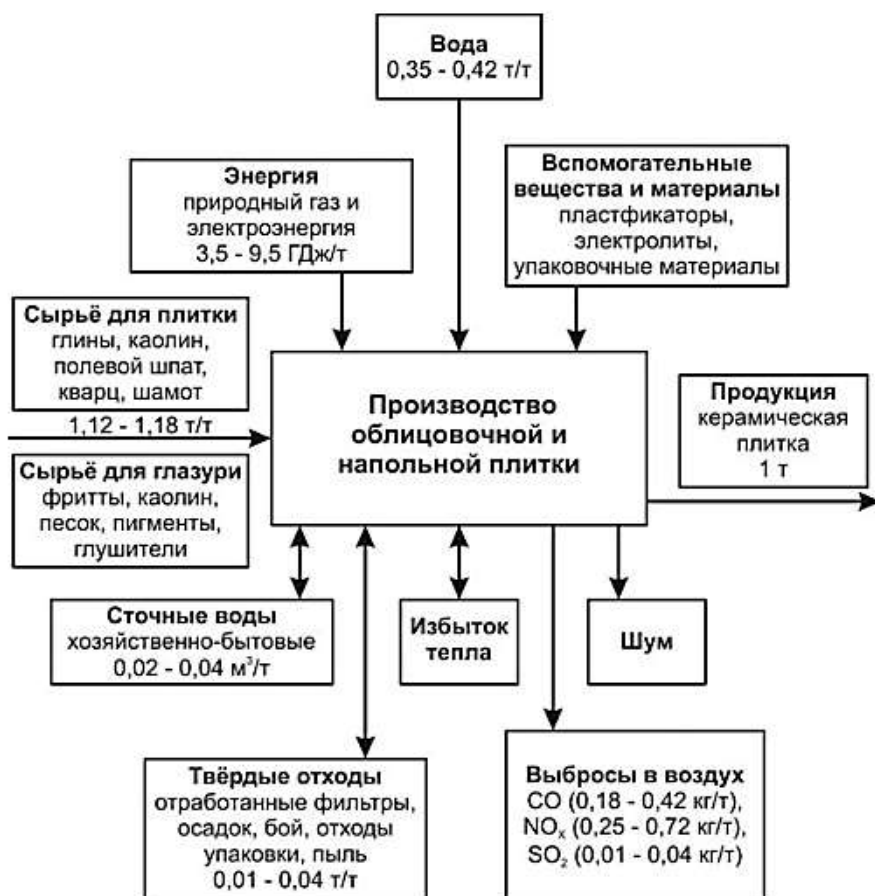 Вода
0,35 - 0,42 т/т
Энергия
природный газ и
электроэнергия
3,5 - 9,5 ГДж/т
Вспомогательные
вещества и материалы
пластфикаторы,
электролиты,
упаковочные материалы
Сырьё для плитки
глины, каолин,
полевой шпат,
кварц, шамот
1,12 - 1,18 т/т
Сырьё для глазури
фритты, каолин,
песок, пигменты,
глушители
Производство
облицовочной и
напольной плитки
Продукция
керамическая
плитка
1 т
Сточные воды
хозяйственно-бытовые
0,02 - 0,04 м³/т
Избыток
тепла
Шум
Твёрдые отходы
отработанные фильтры,
осадок, бой, отходы
упаковки, пыль
0,01 - 0,04 т/т
Выбросы в воздух
CO (0,18 - 0,42 кг/т),
NOₓ (0,25 - 0,72 кг/т),
SO₂ (0,01 - 0,04 кг/т)